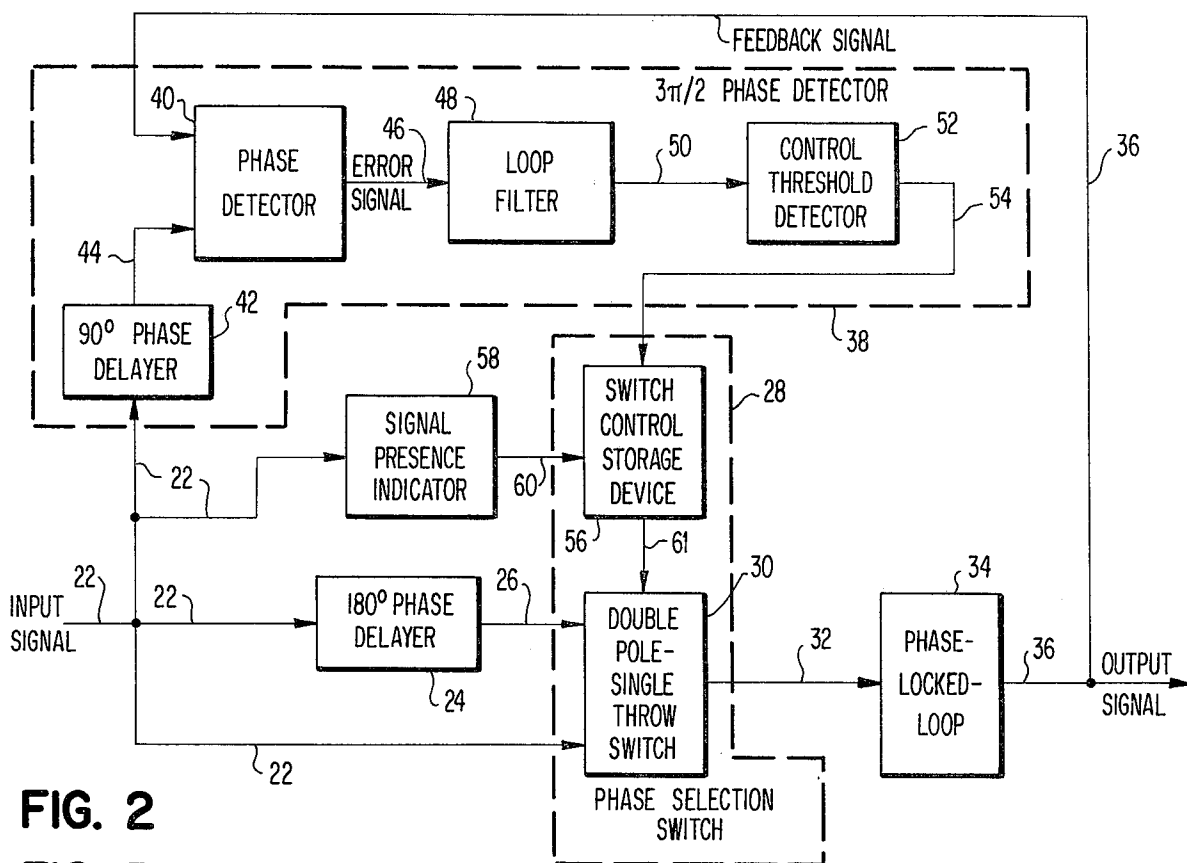 FEEDBACK SIGNAL
3π/2 PHASE DETECTOR
40
PHASE
DETECTOR
46
ERROR
SIGNAL
48
LOOP
FILTER
50
52
CONTROL
THRESHOLD
DETECTOR
54
36
44
42
90° PHASE
DELAYER
38
28
58
SIGNAL
PRESENCE
INDICATOR
60
SWITCH
CONTROL
STORAGE
DEVICE
56
61
22
INPUT
SIGNAL
22
22
180° PHASE
DELAYER
24
26
30
DOUBLE
POLE-
SINGLE
THROW
SWITCH
32
34
PHASE-
LOCKED-
LOOP
36
OUTPUT
SIGNAL
22
PHASE SELECTION
SWITCH
FIG. 2